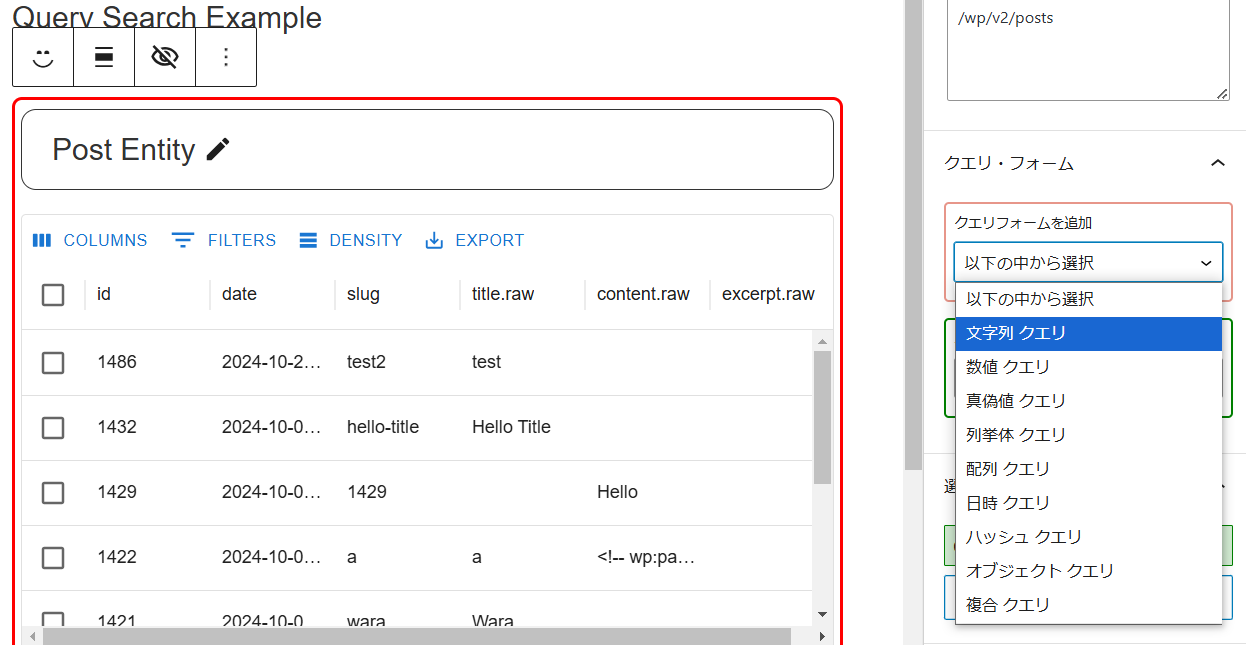 Query Search Example
Post Entity
COLUMNS FILTERS DENSITY EXPORT
id date slug title.raw content.raw excerpt.raw
1486 2024-10-2... test2 test
1432 2024-10-0... hello-title Hello Title
1429 2024-10-0... 1429 Hello
1422 2024-10-0... a a <!-- wp:pa...
1421 2024-10-0 wara Wara
/wp/v2/posts
クエリ・フォーム
クエリフォームを追加
以下の中から選択
以下の中から選択
文字列 クエリ
数値 クエリ
真偽値 クエリ
列挙体 クエリ
配列 クエリ
日時 クエリ
ハッシュ クエリ
オブジェクト クエリ
複合 クエリ